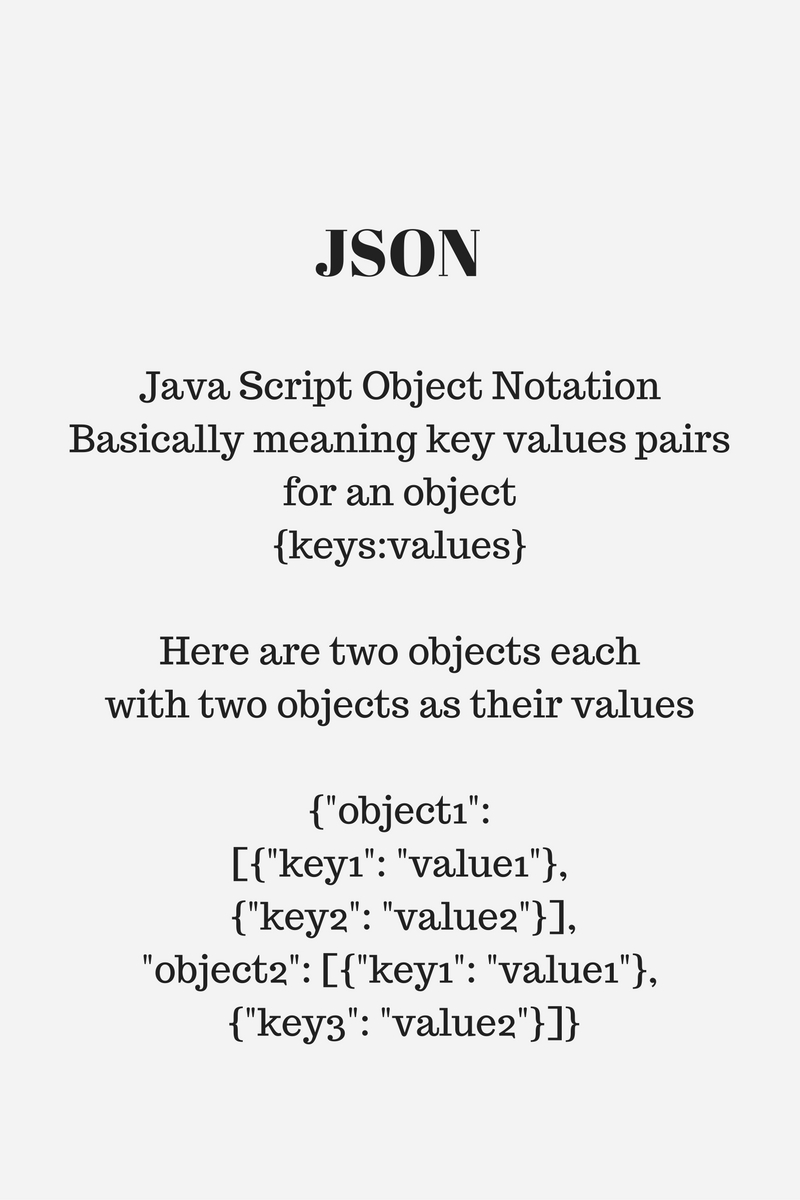 JSON
Java Script Object Notation
Basically meaning key values pairs
for an object
{keys:values}
Here are two objects each
with two objects as their values
{"object1":
[{"key1": "value1"},
{"key2": "value2"}],
"object2": [{"key1": "value1"},
{"key3": "value2"}]}